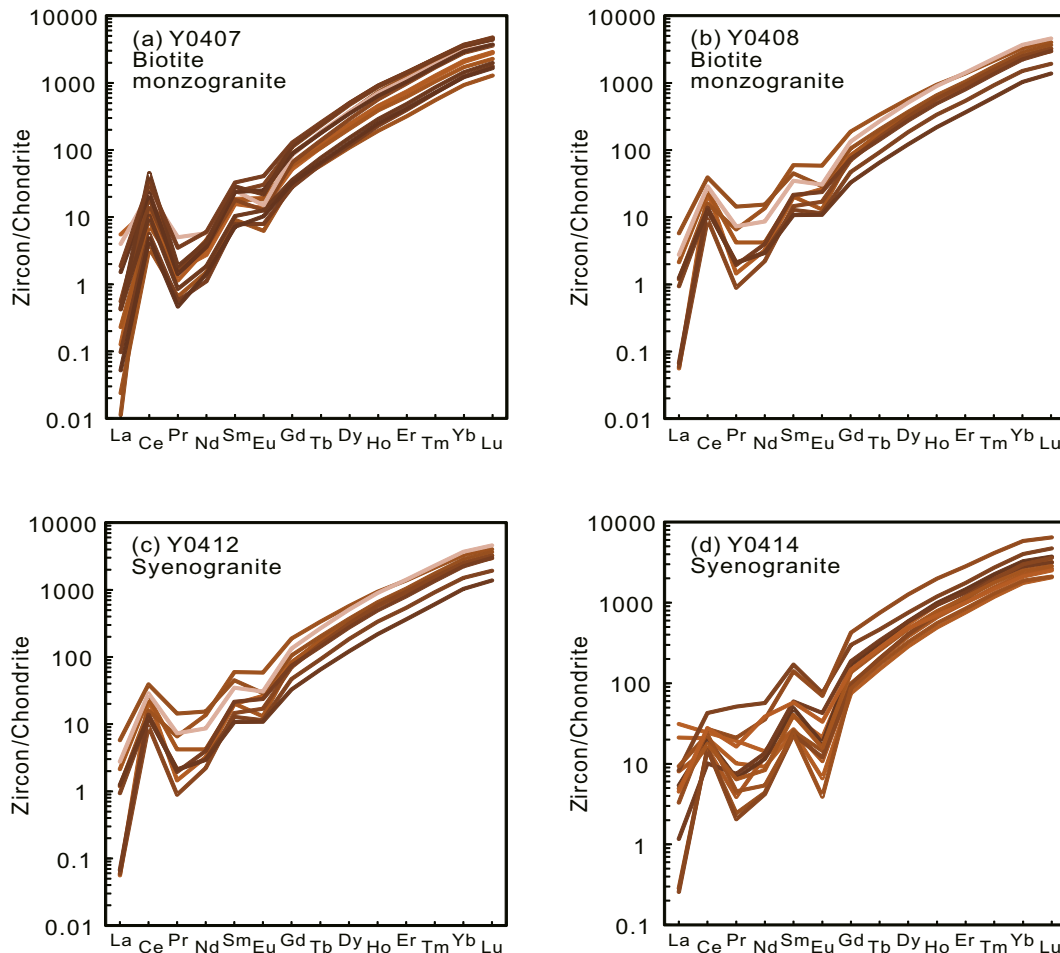 10000
1000
100
10
1
0.1
0.01
Zircon/Chondrite
(a) Y0407
Biotite
monzogranite
La Ce Pr Nd Sm Eu Gd Tb Dy Ho Er Tm Yb Lu
10000
1000
100
10
1
0.1
0.01
Zircon/Chondrite
(b) Y0408
Biotite
monzogranite
La Ce Pr Nd Sm Eu Gd Tb Dy Ho Er Tm Yb Lu
10000
1000
100
10
1
0.1
0.01
Zircon/Chondrite
(c) Y0412
Syenogranite
La Ce Pr Nd Sm Eu Gd Tb Dy Ho Er Tm Yb Lu
10000
1000
100
10
1
0.1
Zircon/Chondrite
(d) Y0414
Syenogranite
La Ce Pr Nd Sm Eu Gd Tb Dy Ho Er Tm Yb Lu